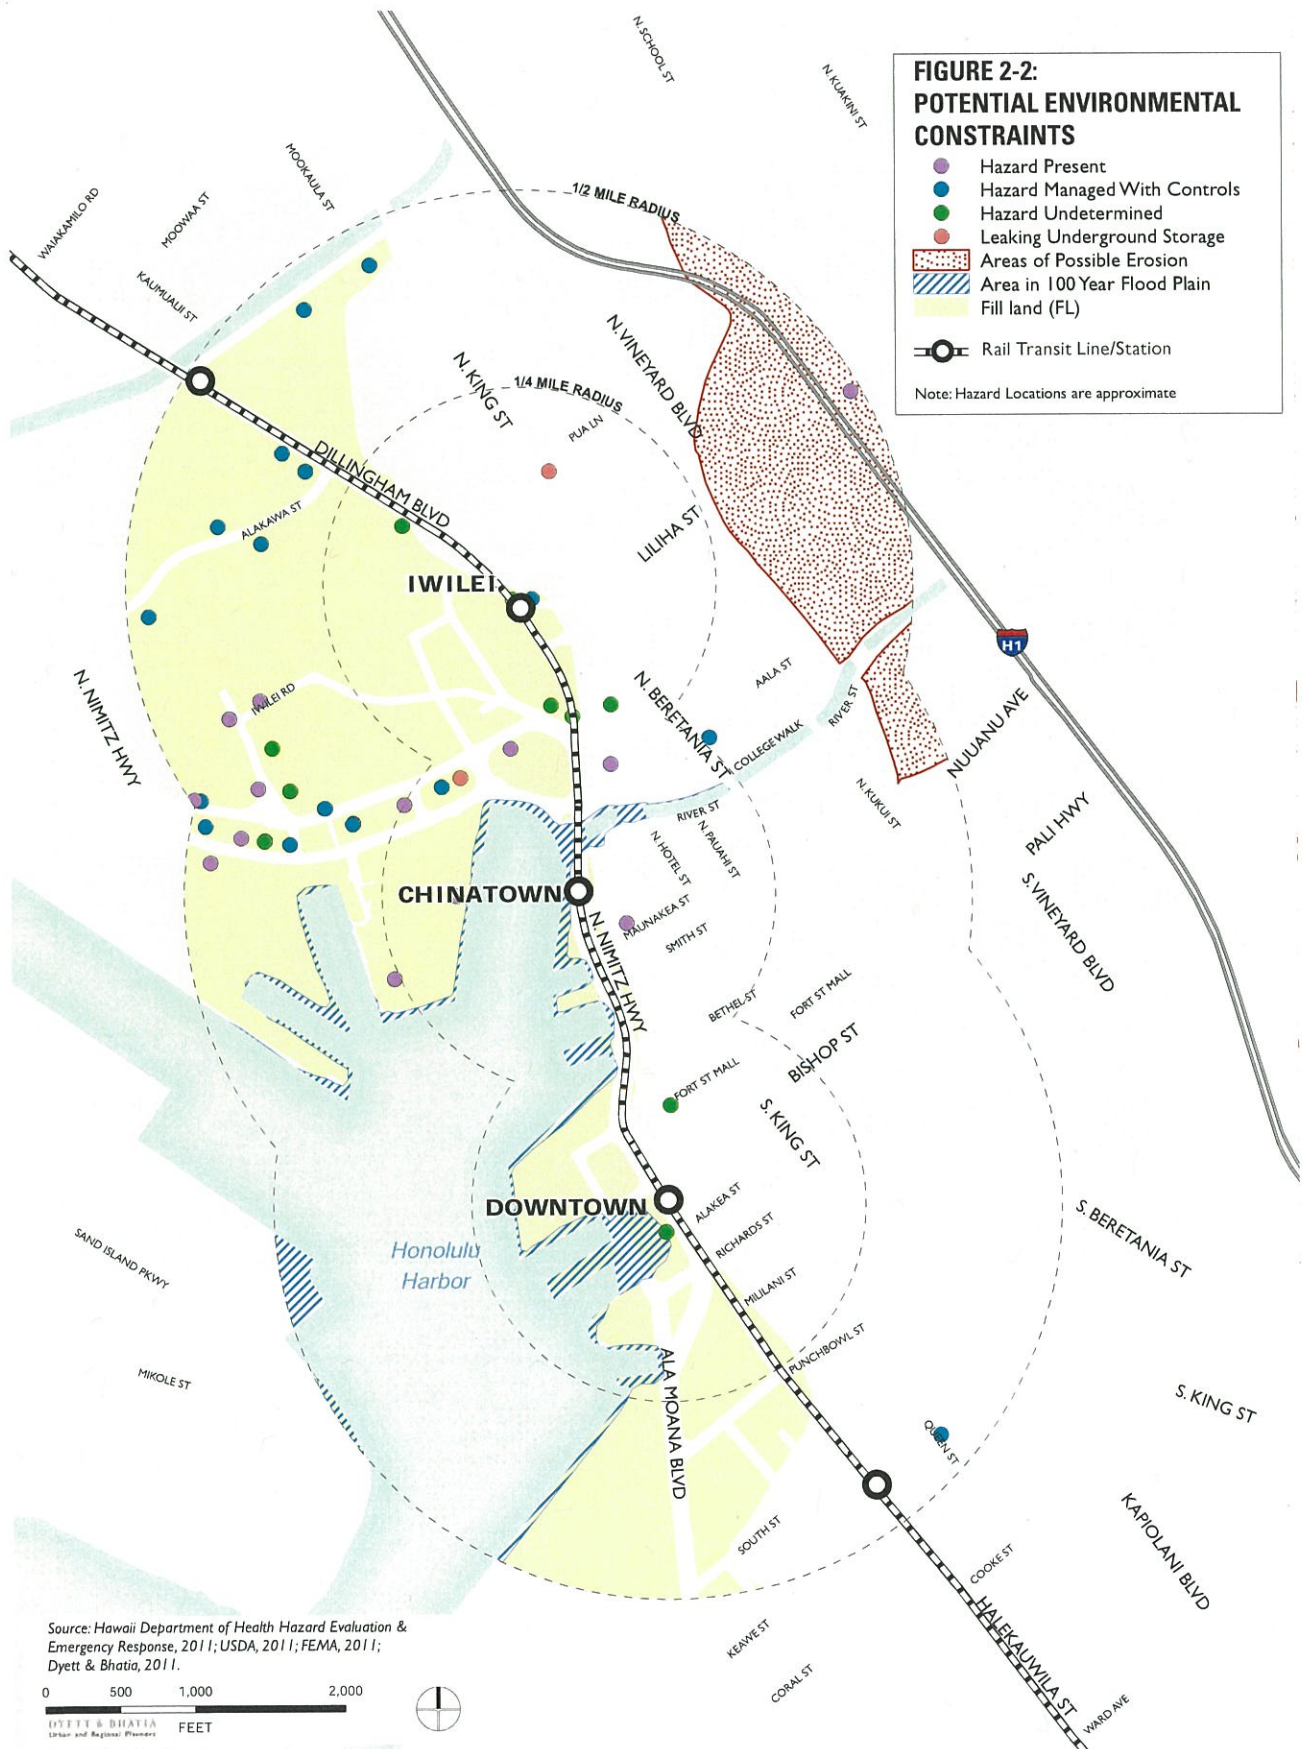 FIGURE 2-2:
POTENTIAL ENVIRONMENTAL
CONSTRAINTS
Hazard Present
Hazard Managed With Controls
Hazard Undetermined
Leaking Underground Storage
Areas of Possible Erosion
Area in 100 Year Flood Plain
Fill land (FL)
Rail Transit Line/Station
Note: Hazard Locations are approximate
N. SCHOOL ST
N. KUAKINI ST
MOOKAULA ST
MOOWAA ST
WAIAKAMILO RD
KAUMUALII ST
1/2 MILE RADIUS
N. VINEYARD BLVD
N. KING ST
1/4 MILE RADIUS
PUA LN
DILLINGHAM BLVD
ALAKAWA ST
LILIHA ST
IWILEI
H1
AALA ST
N. NIMITZ HWY
IWILEI RD
N. BERETANIA ST
COLLEGE WALK
RIVER ST
NUUANU AVE
N. KUKUI ST
RIVER ST
N. PAUAHI ST
N. HOTEL ST
PALI HWY
S. VINEYARD BLVD
CHINATOWN
MAUNAKEA ST
SMITH ST
N. NIMITZ HWY
BETHEL ST
FORT ST MALL
BISHOP ST
FORT ST MALL
S. KING ST
DOWNTOWN
ALAKEA ST
RICHARDS ST
S. BERETANIA ST
Honolulu
Harbor
SAND ISLAND PKWY
MILILANI ST
PUNCHBOWL ST
MIKOLE ST
ALA MOANA BLVD
S. KING ST
QUEEN ST
KAPIOLANI BLVD
SOUTH ST
COOKE ST
HALEKAUWILA ST
KEAWE ST
CORAL ST
WARD AVE
Source: Hawaii Department of Health Hazard Evaluation &
Emergency Response, 2011; USDA, 2011; FEMA, 2011;
Dyett & Bhatia, 2011.
0 500 1,000 2,000
FEET
DYETT & BHATIA
Urban and Regional Planners